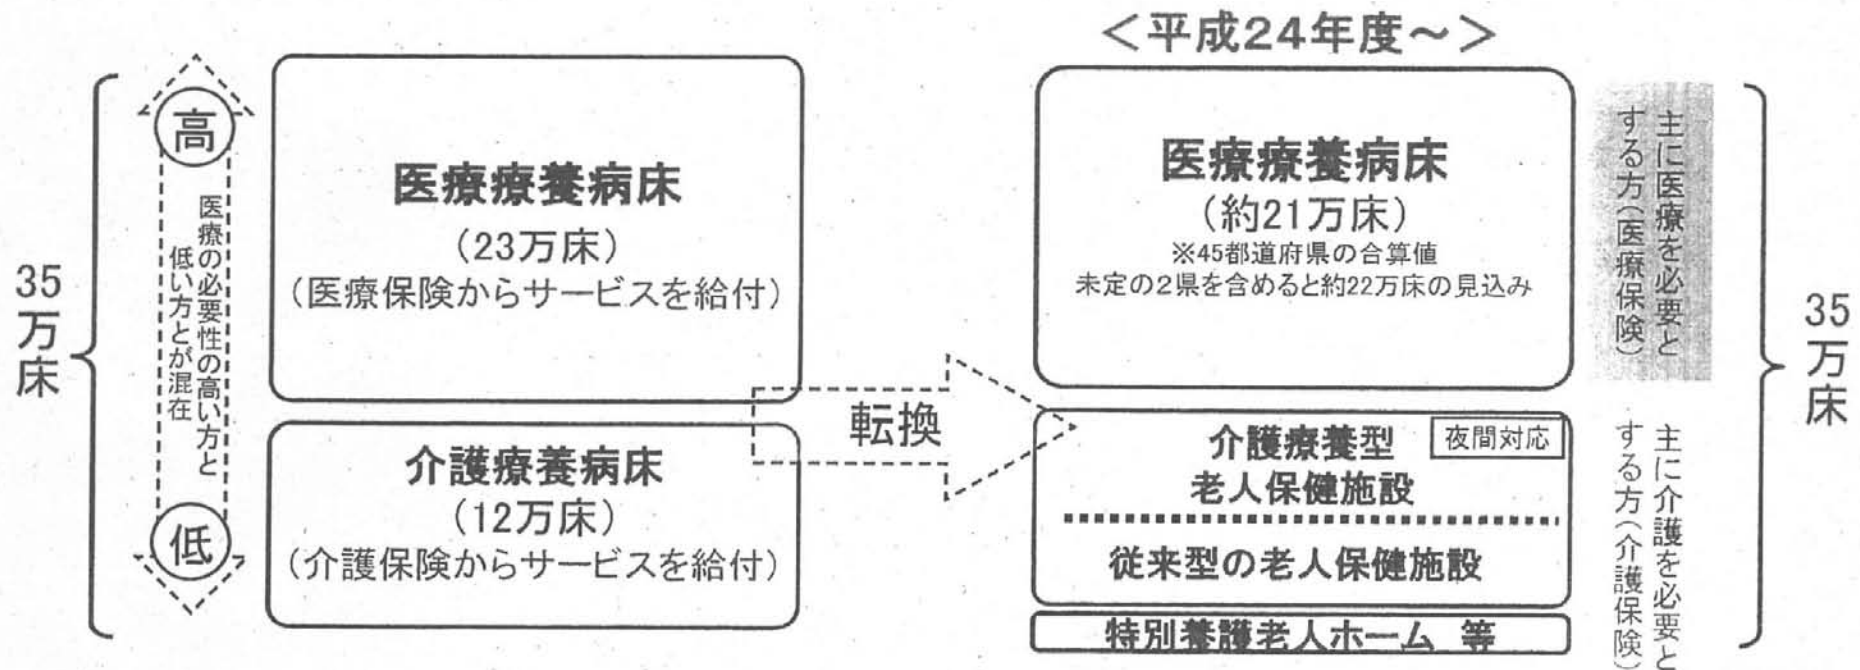 <平成24年度～>
35万床
高
医療の必要性の高い方と
低い方とが混在
低
医療療養病床
(23万床)
(医療保険からサービスを給付)
介護療養病床
(12万床)
(介護保険からサービスを給付)
転換
医療療養病床
(約21万床)
※45都道府県の合算値
未定の2県を含めると約22万床の見込み
介護療養型
老人保健施設
夜間対応
従来型の老人保健施設
特別養護老人ホーム 等
主に医療を必要と
する方(医療保険)
主に介護を必要と
する方(介護保険)
35万床